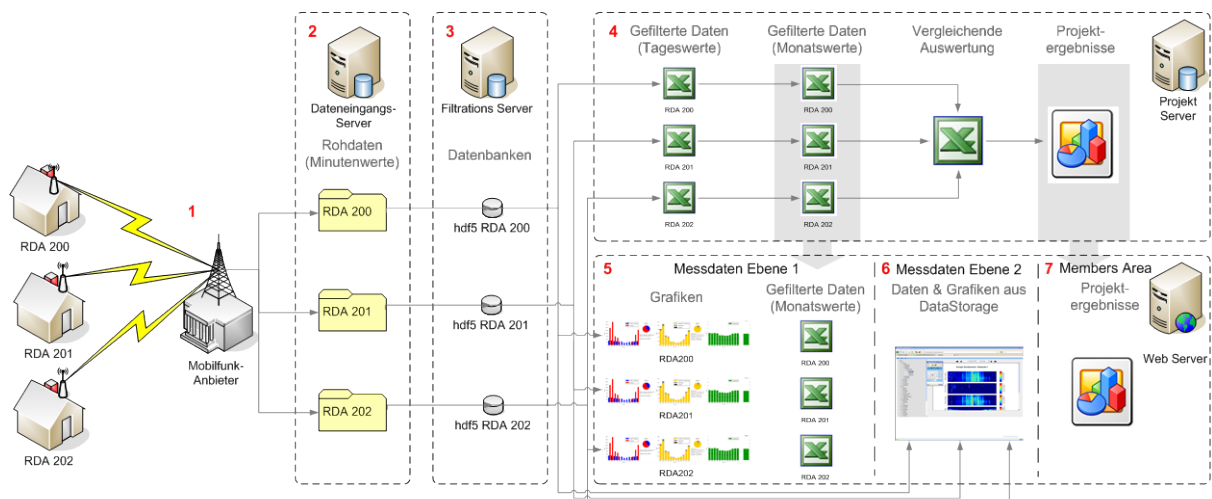 1
RDA 200
RDA 201
RDA 202
Mobilfunk-
Anbieter
2
Dateneingangs-
Server
Rohdaten
(Minutenwerte)
RDA 200
RDA 201
RDA 202
3
Filtrations Server
Datenbanken
hdf5 RDA 200
hdf5 RDA 201
hdf5 RDA 202
4
Gefilterte Daten
(Tageswerte)
RDA 200
RDA 201
RDA 202
Gefilterte Daten
(Monatswerte)
RDA 200
RDA 201
RDA 202
Vergleichende
Auswertung
Projekt-
ergebnisse
Projekt
Server
5
Messdaten Ebene 1
Grafiken
RDA200
RDA201
RDA202
Gefilterte Daten
(Monatswerte)
RDA 200
RDA 201
RDA 202
6
Messdaten Ebene 2
Daten & Grafiken aus
DataStorage
7
Members Area
Projekt-
ergebnisse
Web Server